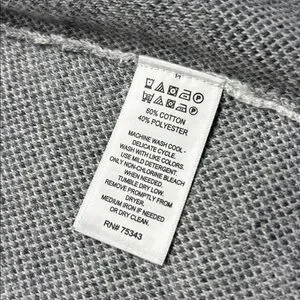 60% COTTON
40% POLYESTER
MACHINE WASH COOL -
DELICATE CYCLE.
WASH WITH LIKE COLORS.
USE MILD DETERGENT.
ONLY NON-CHLORINE BLEACH
WHEN NEEDED.
TUMBLE DRY LOW.
REMOVE PROMPTLY FROM
DRYER.
MEDIUM IRON IF NEEDED
OR DRY CLEAN.
RN# 75343